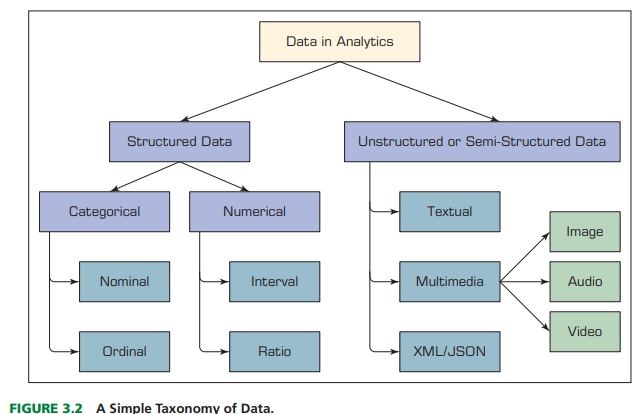 Data in Analytics
Structured Data
Unstructured or Semi-Structured Data
Categorical
Numerical
Textual
Image
Nominal
Interval
Multimedia
Audio
Video
Ordinal
Ratio
XML/JSON
FIGURE 3.2 A Simple Taxonomy of Data.